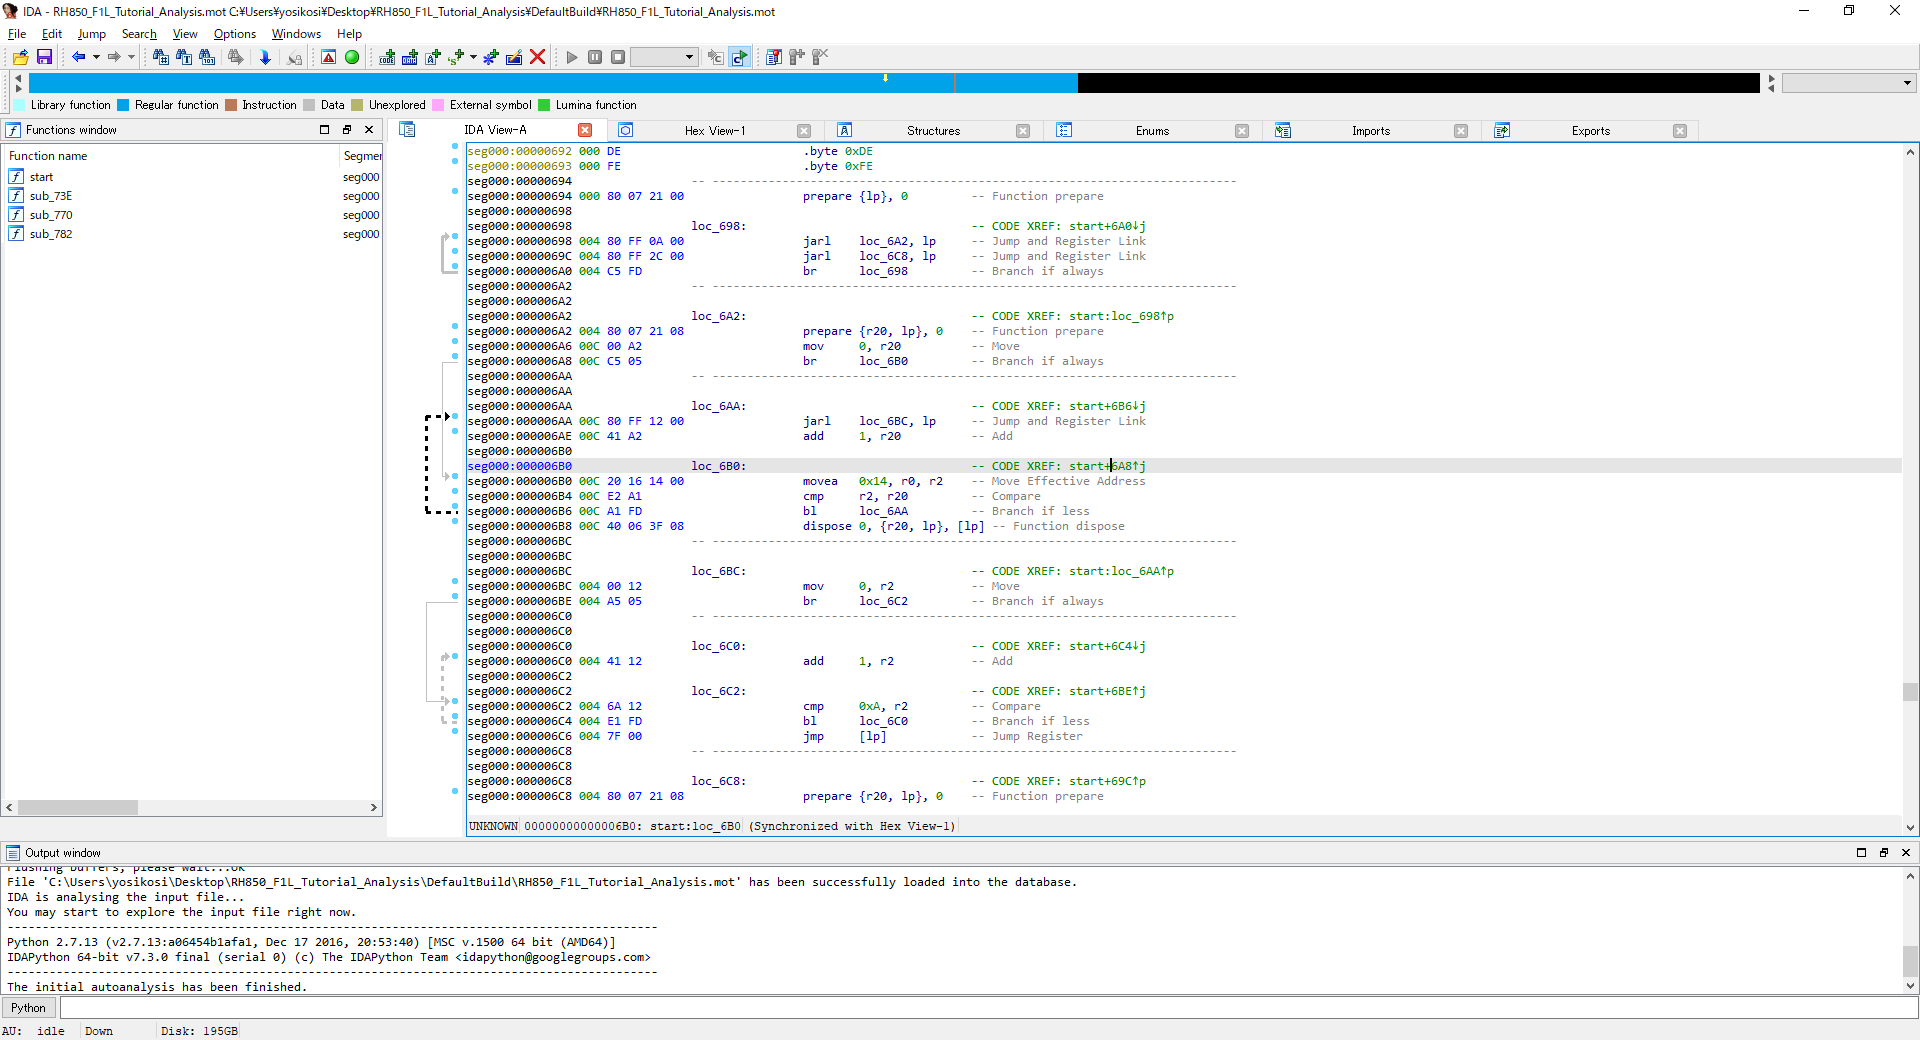 IDA - RH850_F1L_Tutorial_Analysis.mot C:¥Users¥yosikosi¥Desktop¥RH850_F1L_Tutorial_Analysis¥DefaultBuild¥RH850_F1L_Tutorial_Analysis.mot
File Edit Jump Search View Options Windows Help
Library function Regular function Instruction Data Unexplored External symbol Lumina function
Functions window
Function name Segmer
start seg000
sub_73E seg000
sub_770 seg000
sub_782 seg000
IDA View-A Hex View-1 Structures Enums Imports Exports
seg000:00000692 000 DE .byte 0xDE
seg000:00000693 000 FE .byte 0xFE
seg000:00000694 -- ---------------------------------------------------------------------------
seg000:00000694 000 80 07 21 00 prepare {lp}, 0 -- Function prepare
seg000:00000698
seg000:00000698 loc_698: -- CODE XREF: start+6A0↓j
seg000:00000698 004 80 FF 0A 00 jarl loc_6A2, lp -- Jump and Register Link
seg000:0000069C 004 80 FF 2C 00 jarl loc_6C8, lp -- Jump and Register Link
seg000:000006A0 004 C5 FD br loc_698 -- Branch if always
seg000:000006A2 -- ---------------------------------------------------------------------------
seg000:000006A2
seg000:000006A2 loc_6A2: -- CODE XREF: start:loc_698↑p
seg000:000006A2 004 80 07 21 08 prepare {r20, lp}, 0 -- Function prepare
seg000:000006A6 00C 00 A2 mov 0, r20 -- Move
seg000:000006A8 00C C5 05 br loc_6B0 -- Branch if always
seg000:000006AA -- ---------------------------------------------------------------------------
seg000:000006AA
seg000:000006AA loc_6AA: -- CODE XREF: start+6B6↓j
seg000:000006AA 00C 80 FF 12 00 jarl loc_6BC, lp -- Jump and Register Link
seg000:000006AE 00C 41 A2 add 1, r20 -- Add
seg000:000006B0
seg000:000006B0 loc_6B0: -- CODE XREF: start+6A8↑j
seg000:000006B0 00C 20 16 14 00 movea 0x14, r0, r2 -- Move Effective Address
seg000:000006B4 00C E2 A1 cmp r2, r20 -- Compare
seg000:000006B6 00C A1 FD bl loc_6AA -- Branch if less
seg000:000006B8 00C 40 06 3F 08 dispose 0, {r20, lp}, [lp] -- Function dispose
seg000:000006BC -- ---------------------------------------------------------------------------
seg000:000006BC
seg000:000006BC loc_6BC: -- CODE XREF: start:loc_6AA↑p
seg000:000006BC 004 00 12 mov 0, r2 -- Move
seg000:000006BE 004 A5 05 br loc_6C2 -- Branch if always
seg000:000006C0 -- ---------------------------------------------------------------------------
seg000:000006C0
seg000:000006C0 loc_6C0: -- CODE XREF: start+6C4↓j
seg000:000006C0 004 41 12 add 1, r2 -- Add
seg000:000006C2
seg000:000006C2 loc_6C2: -- CODE XREF: start+6BE↑j
seg000:000006C2 004 6A 12 cmp 0xA, r2 -- Compare
seg000:000006C4 004 E1 FD bl loc_6C0 -- Branch if less
seg000:000006C6 004 7F 00 jmp [lp] -- Jump Register
seg000:000006C8 -- ---------------------------------------------------------------------------
seg000:000006C8
seg000:000006C8 loc_6C8: -- CODE XREF: start+69C↑p
seg000:000006C8 004 80 07 21 08 prepare {r20, lp}, 0 -- Function prepare
UNKNOWN 00000000000006B0: start:loc_6B0 (Synchronized with Hex View-1)
Output window
Flushing buffers, please wait...ok
File 'C:\Users\yosikosi\Desktop\RH850_F1L_Tutorial_Analysis\DefaultBuild\RH850_F1L_Tutorial_Analysis.mot' has been successfully loaded into the database.
IDA is analysing the input file...
You may start to explore the input file right now.
---------------------------------------------------------------------------------------------
Python 2.7.13 (v2.7.13:a06454b1afa1, Dec 17 2016, 20:53:40) [MSC v.1500 64 bit (AMD64)]
IDAPython 64-bit v7.3.0 final (serial 0) (c) The IDAPython Team <idapython@googlegroups.com>
---------------------------------------------------------------------------------------------
The initial autoanalysis has been finished.
Python
AU: idle Down Disk: 195GB